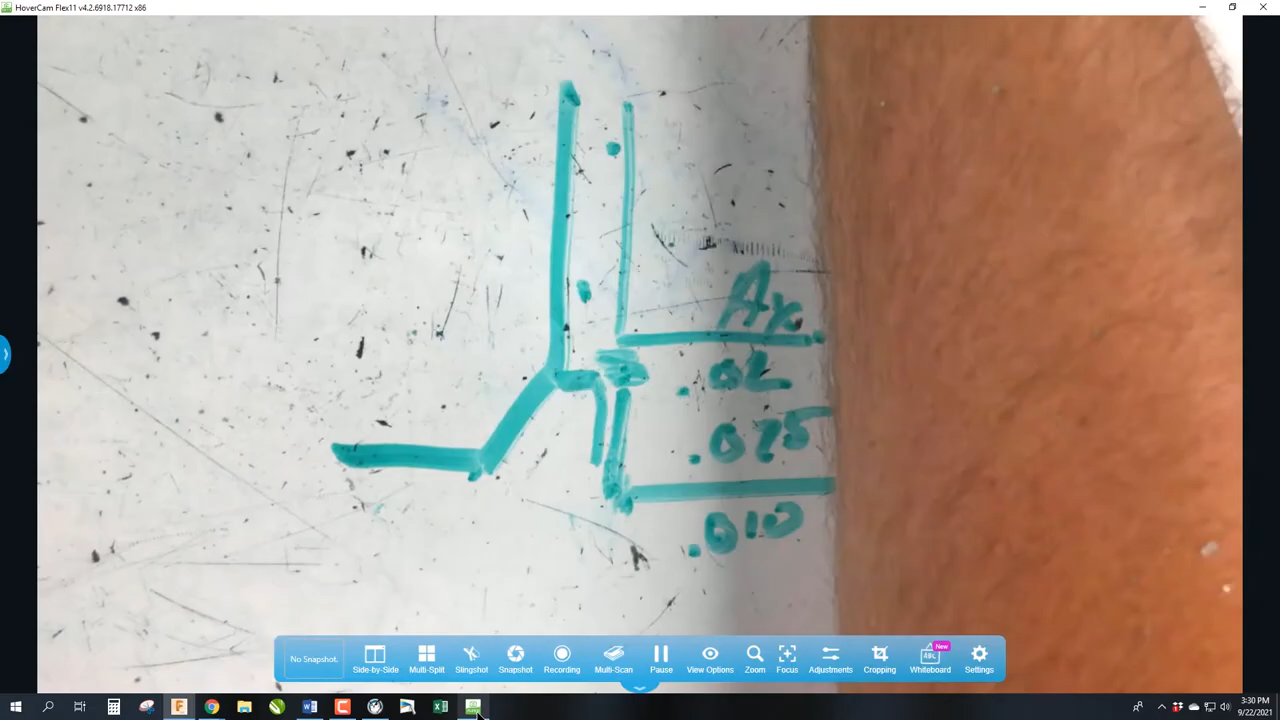 HoverCam Flex11 v4.2.6918.17712 x86
Ax
.02
.025
.010
No Snapshot.
Side-by-Side
Multi-Split
Slingshot
Snapshot
Recording
Multi-Scan
Pause
View Options
Zoom
Focus
Adjustments
Cropping
New
Whiteboard
Settings
3:30 PM
9/22/2021